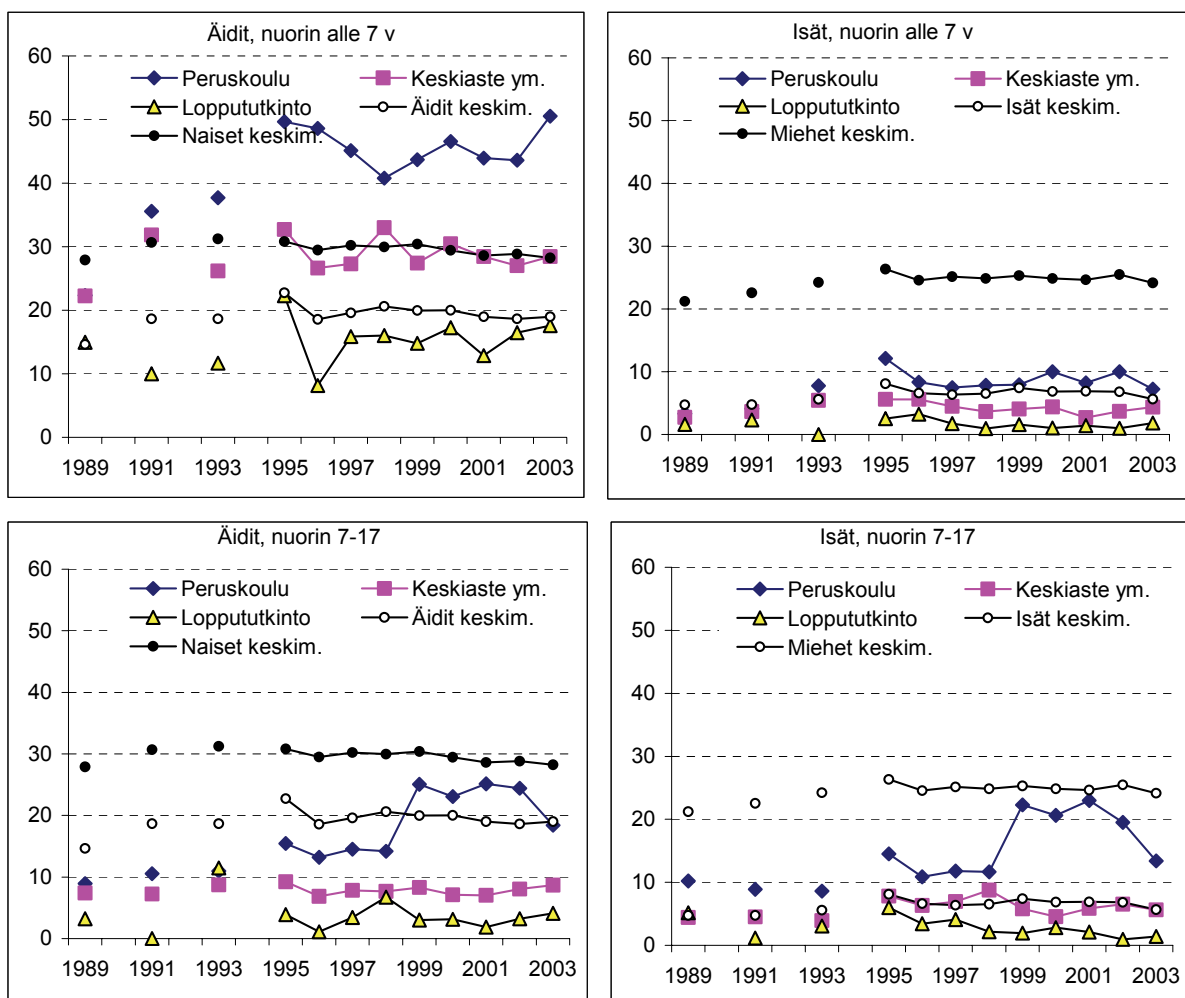 Äidit, nuorin alle 7 v
60
50
40
30
20
10
0
Peruskoulu
Keskiaste ym.
Loppututkinto
Äidit keskim.
Naiset keskim.
1989 1991 1993 1995 1997 1999 2001 2003
Isät, nuorin alle 7 v
60
50
40
30
20
10
0
Peruskoulu
Keskiaste ym.
Loppututkinto
Isät keskim.
Miehet keskim.
1989 1991 1993 1995 1997 1999 2001 2003
Äidit, nuorin 7-17
60
50
40
30
20
10
0
Peruskoulu
Keskiaste ym.
Loppututkinto
Äidit keskim.
Naiset keskim.
1989 1991 1993 1995 1997 1999 2001 2003
Isät, nuorin 7-17
60
50
40
30
20
10
0
Peruskoulu
Keskiaste ym.
Loppututkinto
Isät keskim.
Miehet keskim.
1989 1991 1993 1995 1997 1999 2001 2003